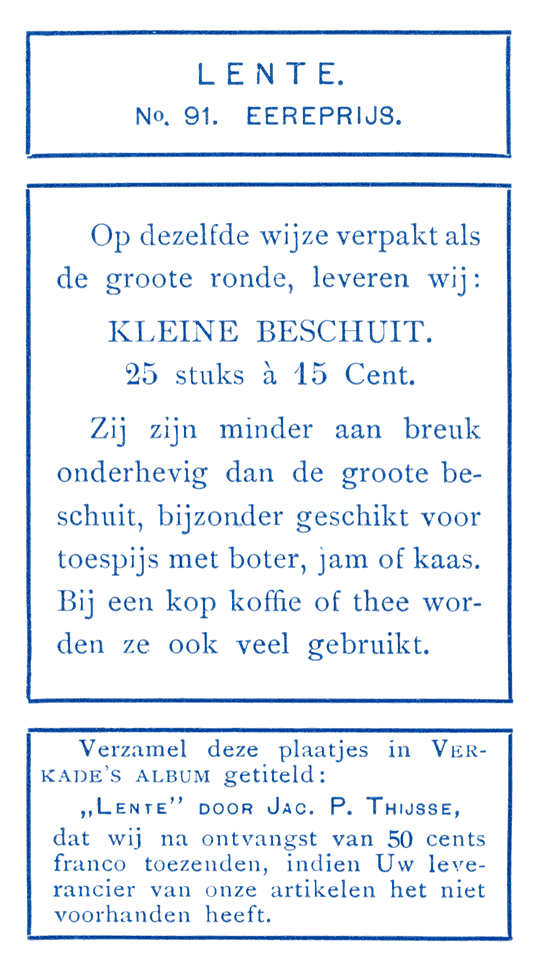 LENTE.
No. 91. EEREPRIJS.
Op dezelfde wijze verpakt als
de groote ronde, leveren wij:
KLEINE BESCHUIT.
25 stuks à 15 Cent.
Zij zijn minder aan breuk
onderhevig dan de groote be-
schuit, bijzonder geschikt voor
toespijs met boter, jam of kaas.
Bij een kop koffie of thee wor-
den ze ook veel gebruikt.
Verzamel deze plaatjes in VER-
KADE'S ALBUM getiteld:
„LENTE” DOOR JAC. P. THIJSSE,
dat wij na ontvangst van 50 cents
franco toezenden, indien Uw leve-
rancier van onze artikelen het niet
voorhanden heeft.